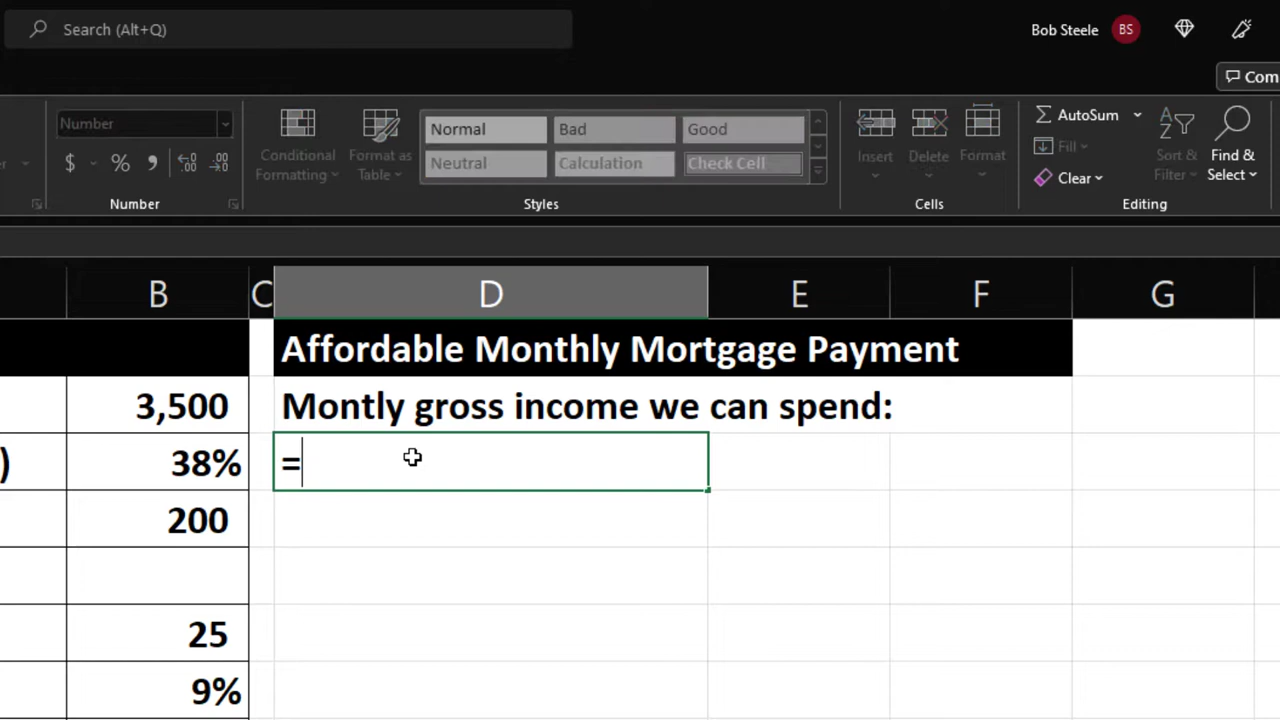 Search (Alt+Q)
Bob Steele BS
Com
Number
$ % 9
Conditional Formatting
Format as Table
Normal Bad Good
Neutral Calculation Check Cell
Insert Delete Format
AutoSum
Fill
Clear
Sort & Filter
Find & Select
Number Styles Cells Editing
B C D E F G
Affordable Monthly Mortgage Payment
3,500 Montly gross income we can spend:
) 38% =
200
25
9%